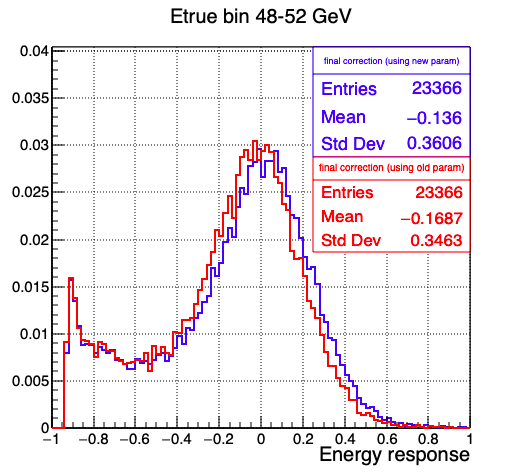 Etrue bin 48-52 GeV
final correction (using new param)
Entries 23366
Mean −0.136
Std Dev 0.3606
final correction (using old param)
Entries 23366
Mean −0.1687
Std Dev 0.3463
0.04
0.035
0.03
0.025
0.02
0.015
0.01
0.005
0
−1 −0.8 −0.6 −0.4 −0.2 0 0.2 0.4 0.6 0.8 1
Energy response